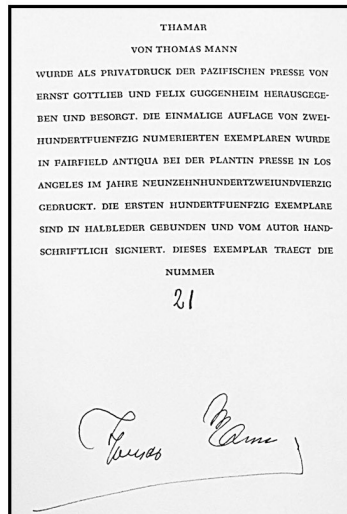 THAMAR
VON THOMAS MANN
WURDE ALS PRIVATDRUCK DER PAZIFISCHEN PRESSE VON
ERNST GOTTLIEB UND FELIX GUGGENHEIM HERAUSGEGE-
BEN UND BESORGT. DIE EINMALIGE AUFLAGE VON ZWEI-
HUNDERTFUENFZIG NUMERIERTEN EXEMPLAREN WURDE
IN FAIRFIELD ANTIQUA BEI DER PLANTIN PRESSE IN LOS
ANGELES IM JAHRE NEUNZEHNHUNDERTZWEIUNDVIERZIG
GEDRUCKT. DIE ERSTEN HUNDERTFUENFZIG EXEMPLARE
SIND IN HALBLEDER GEBUNDEN UND VOM AUTOR HAND-
SCHRIFTLICH SIGNIERT. DIESES EXEMPLAR TRAEGT DIE
NUMMER
21
Thomas Mann